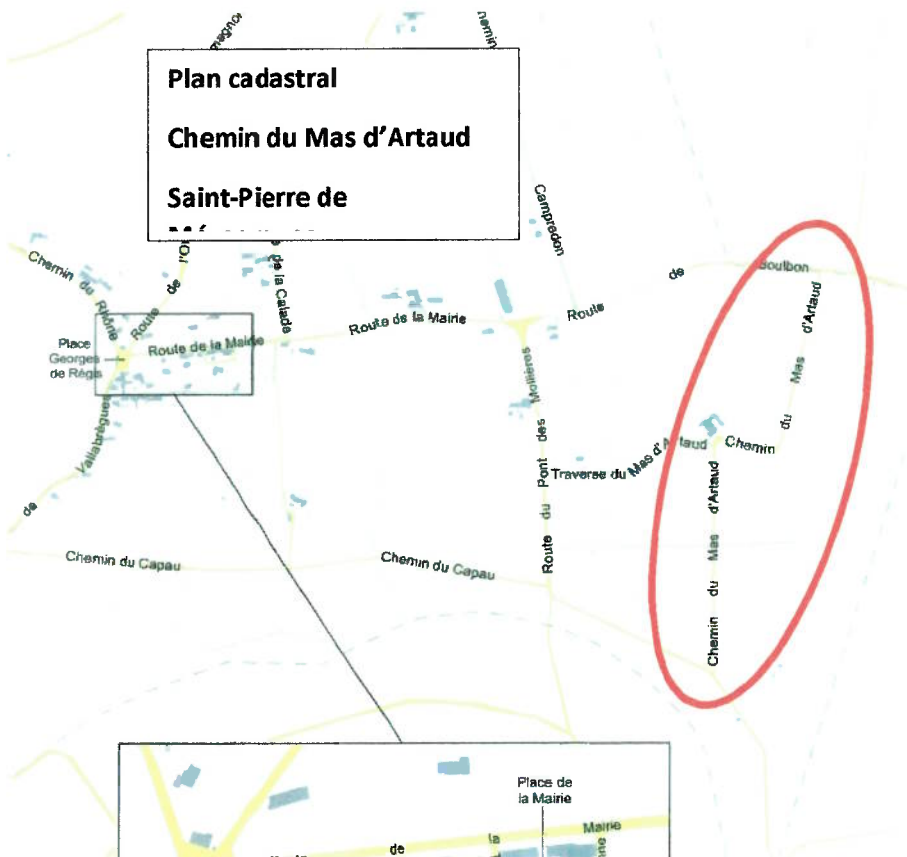 Plan cadastral
Chemin du Mas d'Artaud
Saint-Pierre de
Campredon
Chemin du Rhône
Route de
de la Calade
Route de la Mairie
Route de Boulbon
Place
Georges
de Régis
Route de la Mairie
de Vallabrègues
Route du Pont des
Traverse du Mas d'Artaud
Chemin du Mas d'Artaud
Chemin du Mas d'Artaud
Chemin du Capau
Chemin du Capau
Place de
la Mairie
de la Mairie